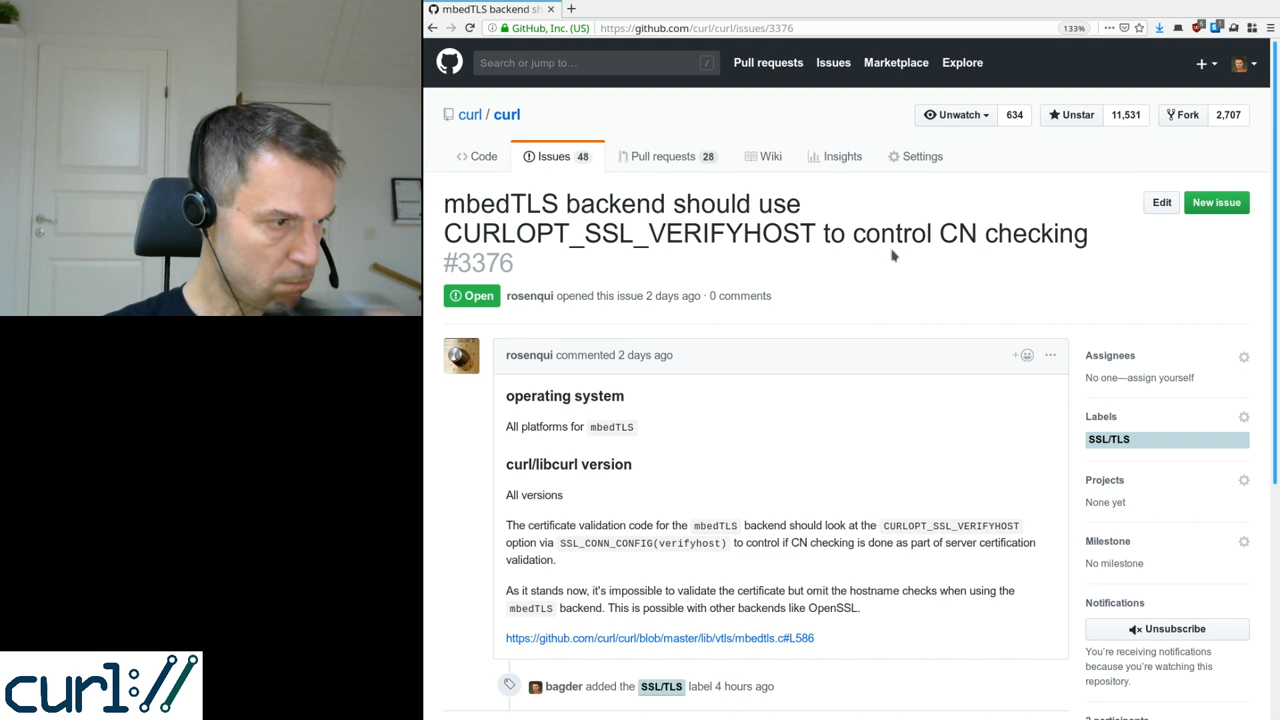 mbedTLS backend sh
GitHub, Inc. (US)
https://github.com/curl/curl/issues/3376
133%
Search or jump to…
/
Pull requests
Issues
Marketplace
Explore
curl / curl
Unwatch
634
Unstar
11,531
Fork
2,707
Code
Issues 48
Pull requests 28
Wiki
Insights
Settings
mbedTLS backend should use
CURLOPT_SSL_VERIFYHOST to control CN checking
#3376
Edit
New issue
Open
rosenqui opened this issue 2 days ago · 0 comments
rosenqui commented 2 days ago
operating system
All platforms for mbedTLS
curl/libcurl version
All versions
The certificate validation code for the mbedTLS backend should look at the CURLOPT_SSL_VERIFYHOST
option via SSL_CONN_CONFIG(verifyhost) to control if CN checking is done as part of server certification
validation.
As it stands now, it's impossible to validate the certificate but omit the hostname checks when using the
mbedTLS backend. This is possible with other backends like OpenSSL.
https://github.com/curl/curl/blob/master/lib/vtls/mbedtls.c#L586
bagder added the SSL/TLS label 4 hours ago
Assignees
No one—assign yourself
Labels
SSL/TLS
Projects
None yet
Milestone
No milestone
Notifications
Unsubscribe
You're receiving notifications
because you're watching this
repository.
2 participants
curl://